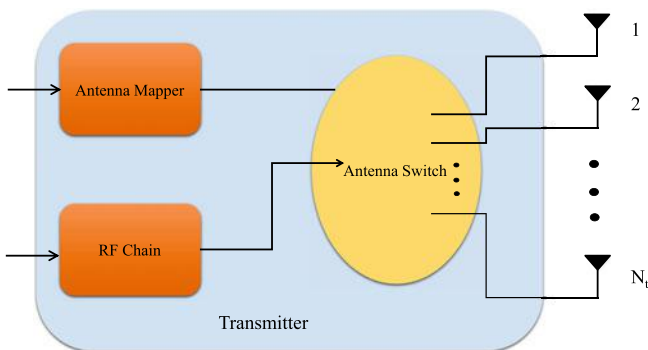 Antenna Mapper
1
2
Antenna Switch
RF Chain
Nt
Transmitter